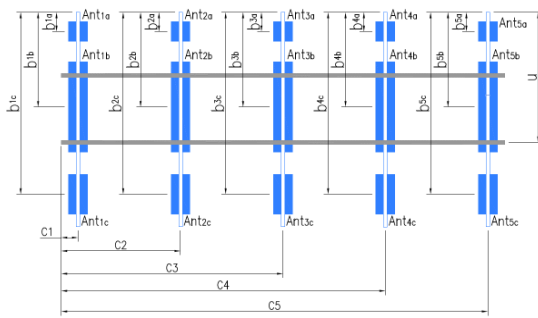 b1a Ant1a b2a Ant2a b3a Ant3a b4a Ant4a b5a Ant5a
b1b Ant1b b2b Ant2b b3b Ant3b b4b Ant4b b5b Ant5b
b1c b2c b3c b4c b5c
Ant1c Ant2c Ant3c Ant4c Ant5c
C1
C2
C3
C4
C5